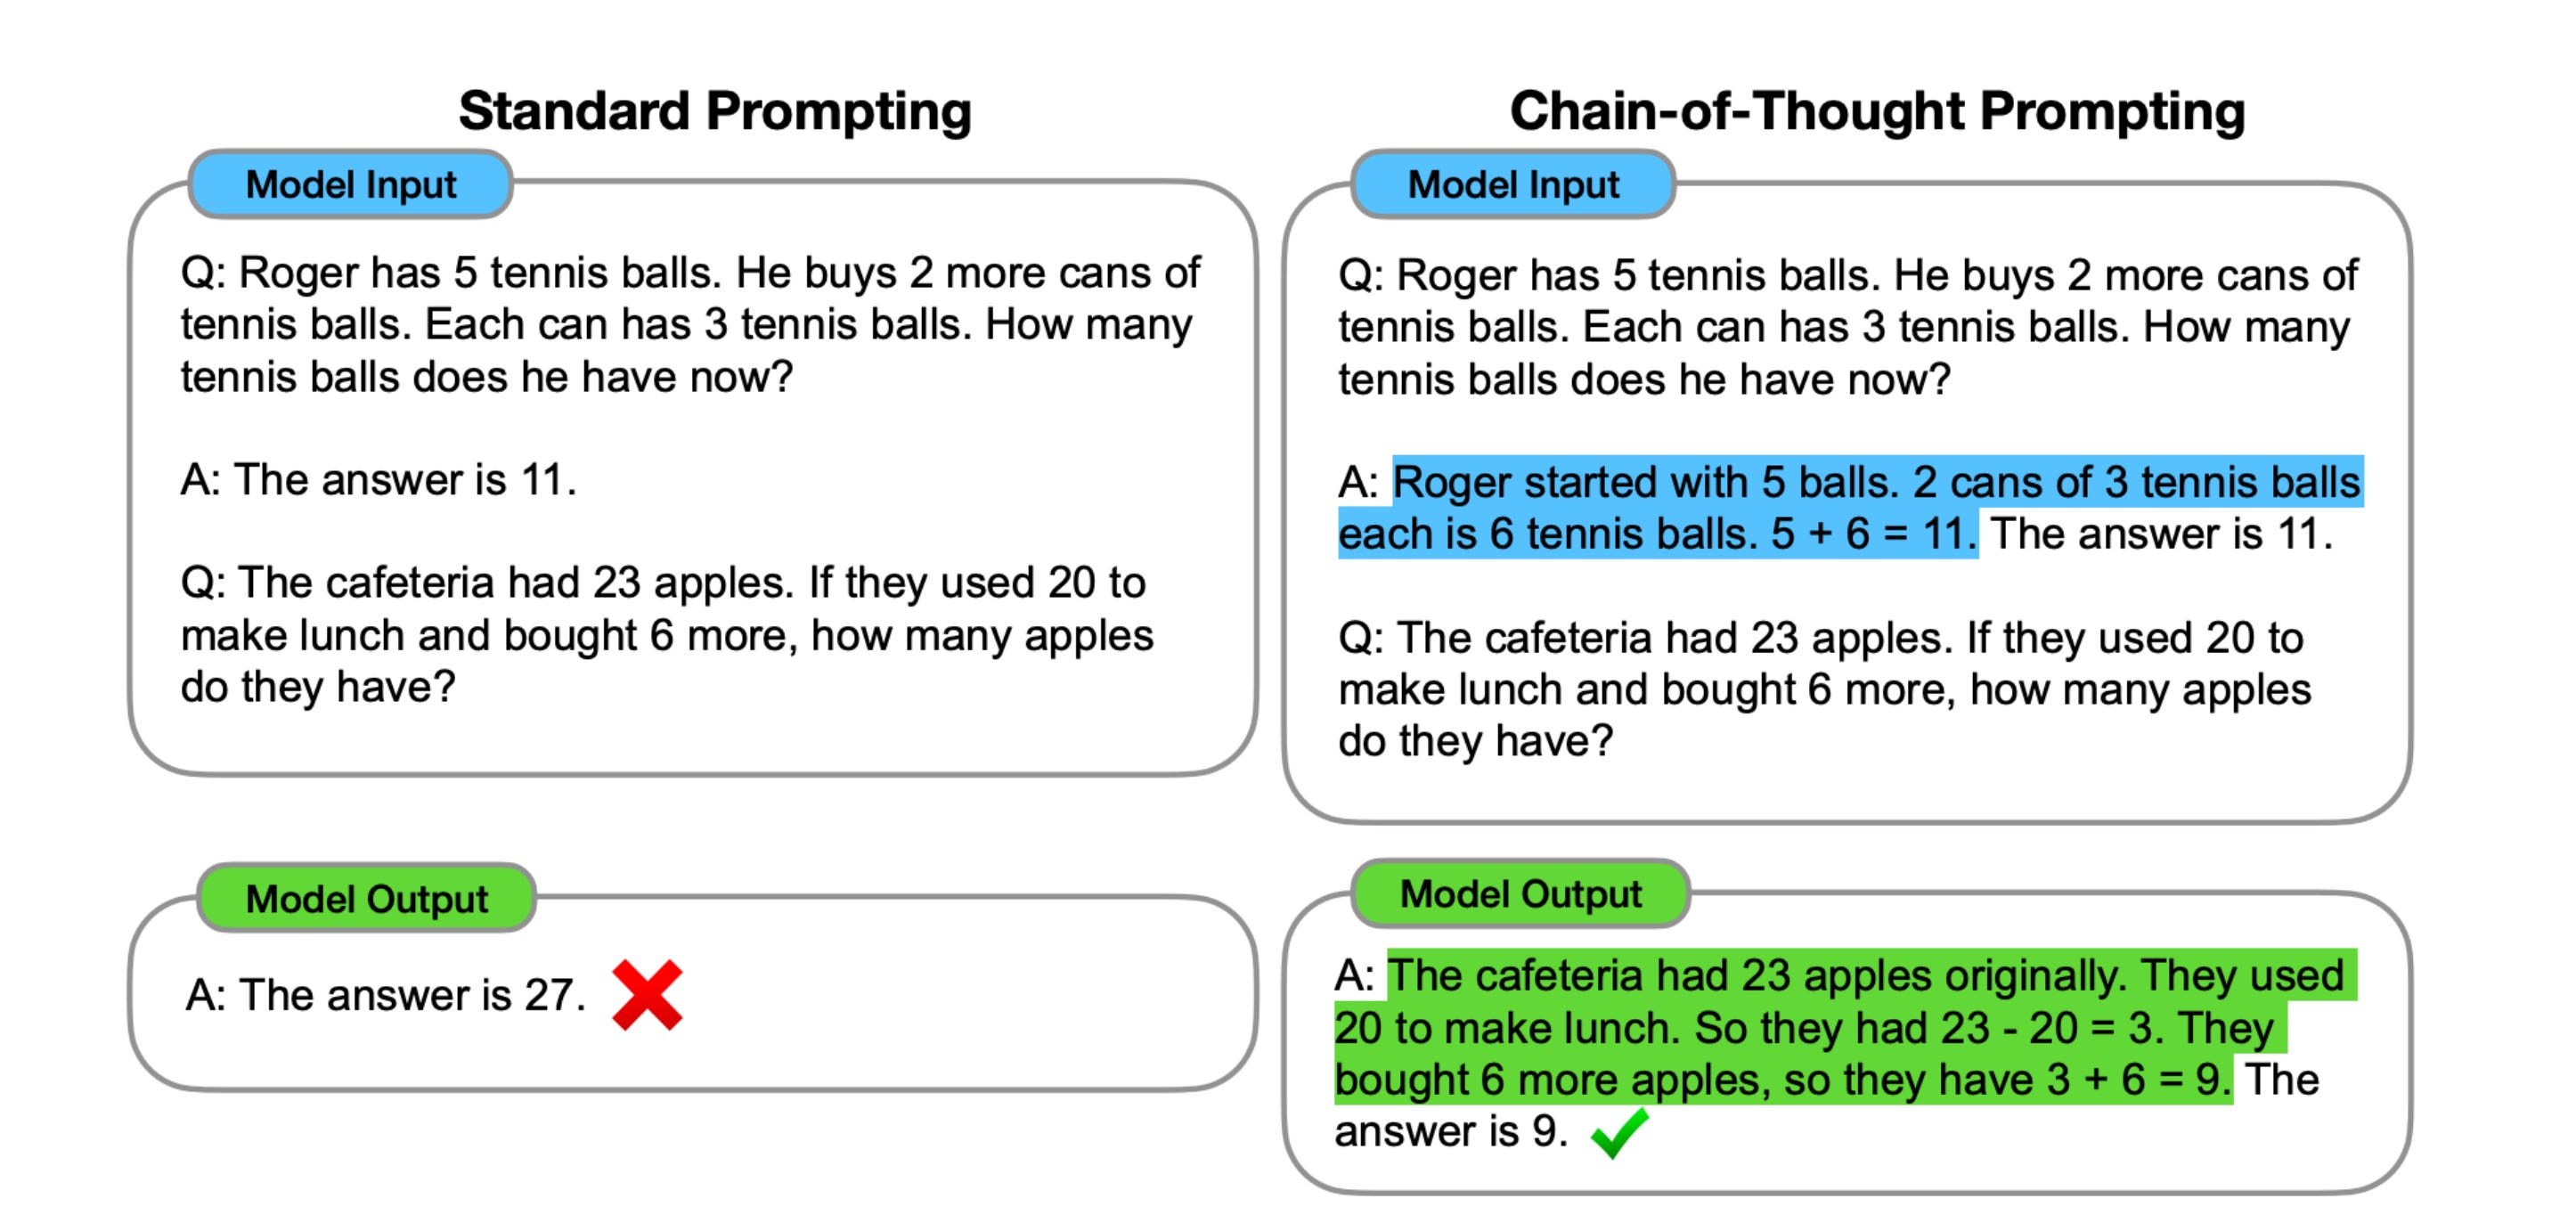 Standard Prompting
Model Input
Q: Roger has 5 tennis balls. He buys 2 more cans of
tennis balls. Each can has 3 tennis balls. How many
tennis balls does he have now?
A: The answer is 11.
Q: The cafeteria had 23 apples. If they used 20 to
make lunch and bought 6 more, how many apples
do they have?
Model Output
A: The answer is 27.
Chain-of-Thought Prompting
Model Input
Q: Roger has 5 tennis balls. He buys 2 more cans of
tennis balls. Each can has 3 tennis balls. How many
tennis balls does he have now?
A: Roger started with 5 balls. 2 cans of 3 tennis balls
each is 6 tennis balls. 5 + 6 = 11. The answer is 11.
Q: The cafeteria had 23 apples. If they used 20 to
make lunch and bought 6 more, how many apples
do they have?
Model Output
A: The cafeteria had 23 apples originally. They used
20 to make lunch. So they had 23 - 20 = 3. They
bought 6 more apples, so they have 3 + 6 = 9. The
answer is 9.